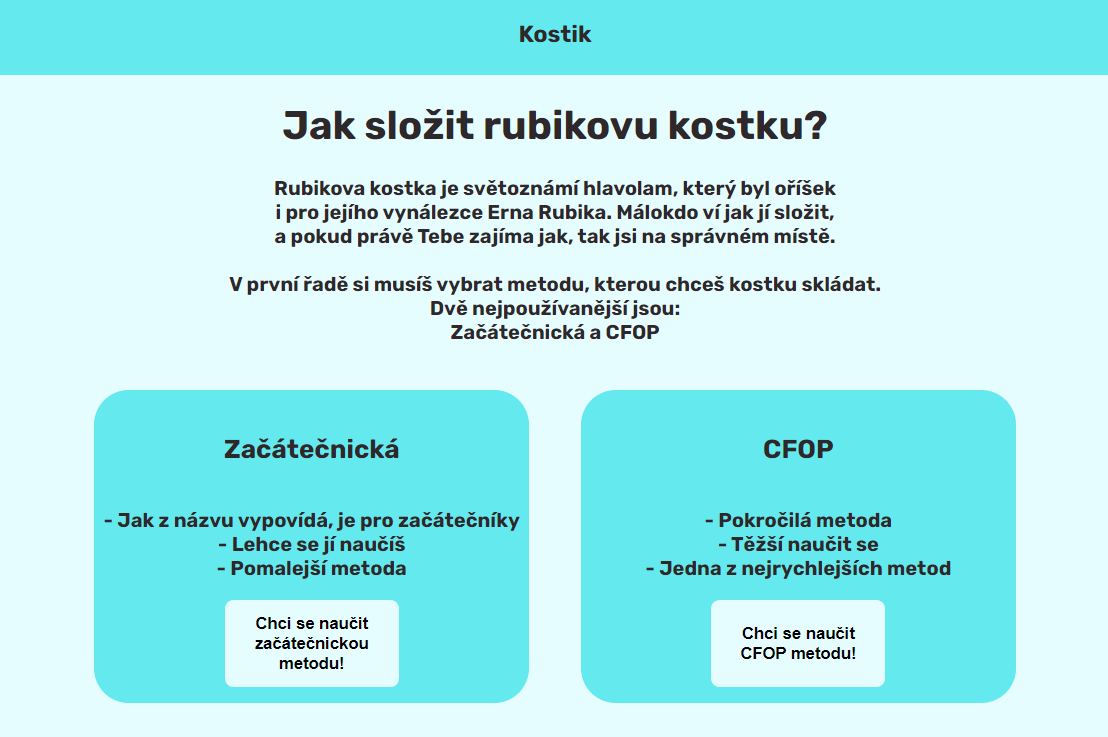 Kostik
Jak složit rubikovu kostku?
Rubikova kostka je světoznámí hlavolam, který byl oříšek
i pro jejího vynálezce Erna Rubika. Málokdo ví jak jí složit,
a pokud právě Tebe zajíma jak, tak jsi na správném místě.
V první řadě si musíš vybrat metodu, kterou chceš kostku skládat.
Dvě nejpoužívanější jsou:
Začátečnická a CFOP
Začátečnická
- Jak z názvu vypovídá, je pro začátečníky
- Lehce se jí naučíš
- Pomalejší metoda
Chci se naučit
začátečnickou
metodu!
CFOP
- Pokročilá metoda
- Těžší naučit se
- Jedna z nejrychlejších metod
Chci se naučit
CFOP metodu!